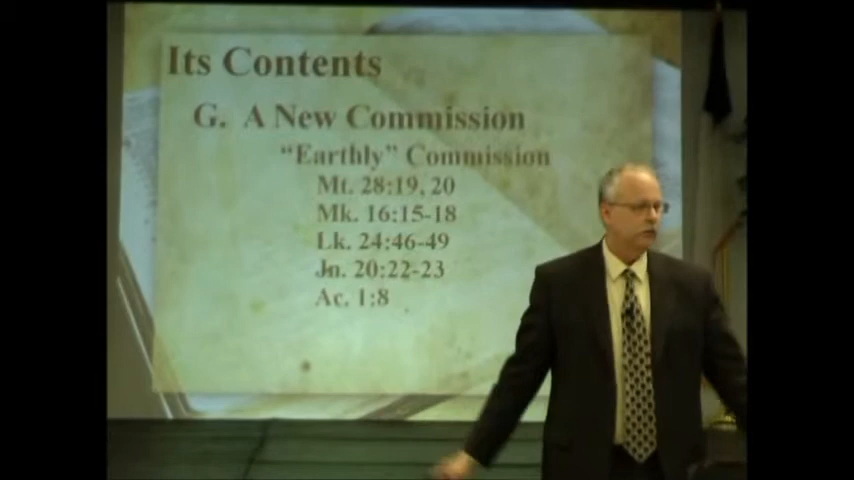 Its Contents
G. A New Commission
“Earthly” Commission
Mt. 28:19, 20
Mk. 16:15-18
Lk. 24:46-49
Jn. 20:22-23
Ac. 1:8